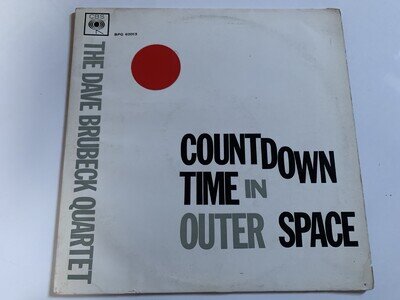 CBS
BPG 62013
THE DAVE BRUBECK QUARTET
COUNTDOWN
TIME IN
OUTER SPACE